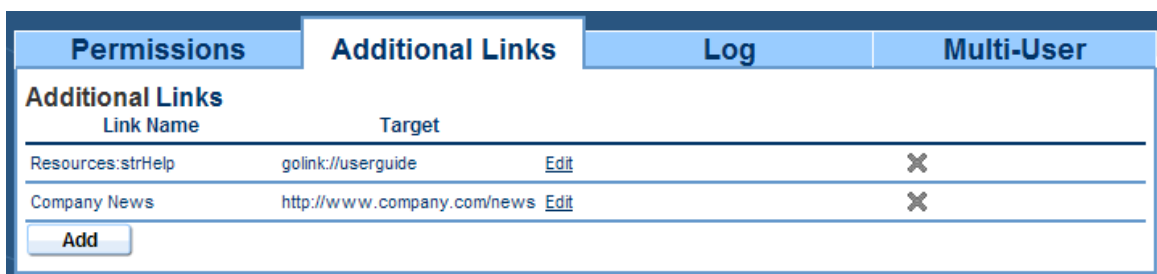 Permissions Additional Links Log Multi-User
Additional Links
Link Name Target
Resources:strHelp golink://userguide Edit
Company News http://www.company.com/news Edit
Add